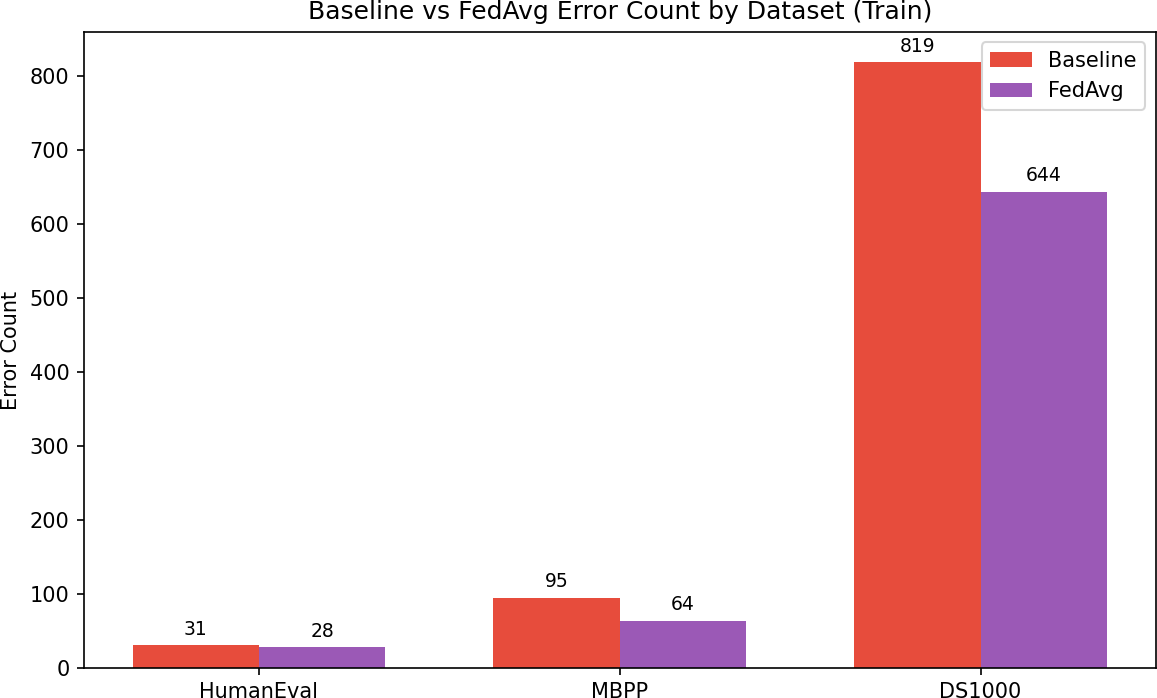 Baseline vs FedAvg Error Count by Dataset (Train)
Error Count
800
700
600
500
400
300
200
100
0
31
28
95
64
819
644
Baseline
FedAvg
HumanEval
MBPP
DS1000